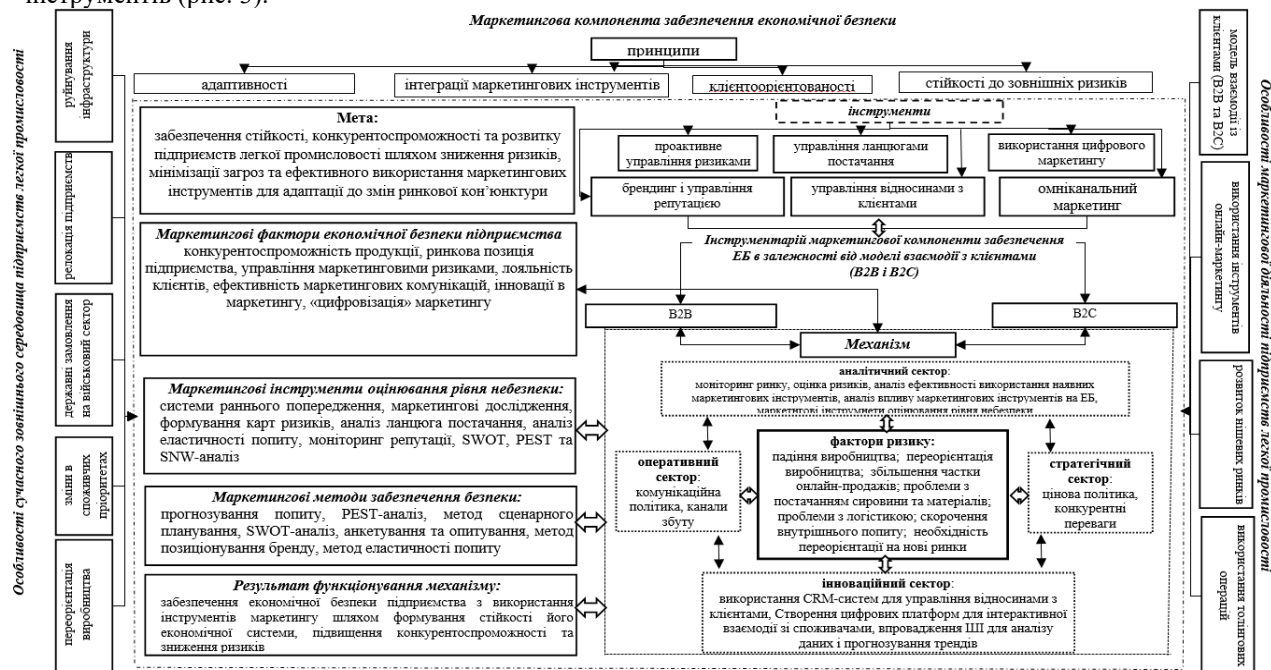 інструментів (рис. 3).
Маркетингова компонента забезпечення економічної безпеки
принципи
адаптивності
інтеграції маркетингових інструментів
клієнтоорієнтованості
стійкості до зовнішніх ризиків
Особливості сучасного зовнішнього середовища підприємств легкої промисловості
руйнування
інфраструктури
релокація підприємств
державні замовлення
на військовий сектор
зміни в
споживчих
пріоритетах
переорієнтація
виробництва
Мета:
забезпечення стійкості, конкурентоспроможності та розвитку
підприємств легкої промисловості шляхом зниження ризиків,
мінімізації загроз та ефективного використання маркетингових
інструментів для адаптації до змін ринкової кон’юнктури
Маркетингові фактори економічної безпеки підприємства
конкурентоспроможність продукції, ринкова позиція
підприємства, управління маркетинговими ризиками, лояльність
клієнтів, ефективність маркетингових комунікацій, інновації в
маркетингу, «цифровізація» маркетингу
Маркетингові інструменти оцінювання рівня небезпеки:
системи раннього попередження, маркетингові дослідження,
формування карт ризиків, аналіз ланцюга постачання, аналіз
еластичності попиту, моніторинг репутації, SWOT, PEST та
SNW-аналіз
Маркетингові методи забезпечення безпеки:
прогнозування попиту, PEST-аналіз, метод сценарного
планування, SWOT-аналіз, анкетування та опитування, метод
позиціонування бренду, метод еластичності попиту
Результат функціонування механізму:
забезпечення економічної безпеки підприємства з використання
інструментів маркетингу шляхом формування стійкості його
економічної системи, підвищення конкурентоспроможності та
зниження ризиків
інструменти
проактивне
управління ризиками
управління ланцюгами
постачання
використання цифрового
маркетингу
брендинг і управління
репутацією
управління відносинами з
клієнтами
омніканальний
маркетинг
Інструментарій маркетингової компоненти забезпечення
ЕБ в залежності від моделі взаємодії з клієнтами
(B2B і B2C)
B2B
B2C
Механізм
аналітичний сектор:
моніторинг ринку, оцінка ризиків, аналіз ефективності використання наявних
маркетингових інструментів, аналіз впливу маркетингових інструментів на ЕБ,
маркетингові інструменти оцінювання рівня небезпеки
оперативний
сектор:
комунікаційна
політика, канали
збуту
фактори ризику:
падіння виробництва; переорієнтація
виробництва; збільшення частки
онлайн-продажів; проблеми з
постачанням сировини та матеріалів;
проблеми з логістикою; скорочення
внутрішнього попиту; необхідність
переорієнтації на нові ринки
стратегічний
сектор:
цінова політика,
конкурентні
переваги
інноваційний сектор:
використання CRM-систем для управління відносинами з
клієнтами, Створення цифрових платформ для інтерактивної
взаємодії зі споживачами, впровадження ШІ для аналізу
даних і прогнозування трендів
модель взаємодії із
клієнтами (B2B та B2C)
використання інструментів
онлайн-маркетингу
розвиток нішевих ринків
використання толінгових
операцій
Особливості маркетингової діяльності підприємств легкої промисловості